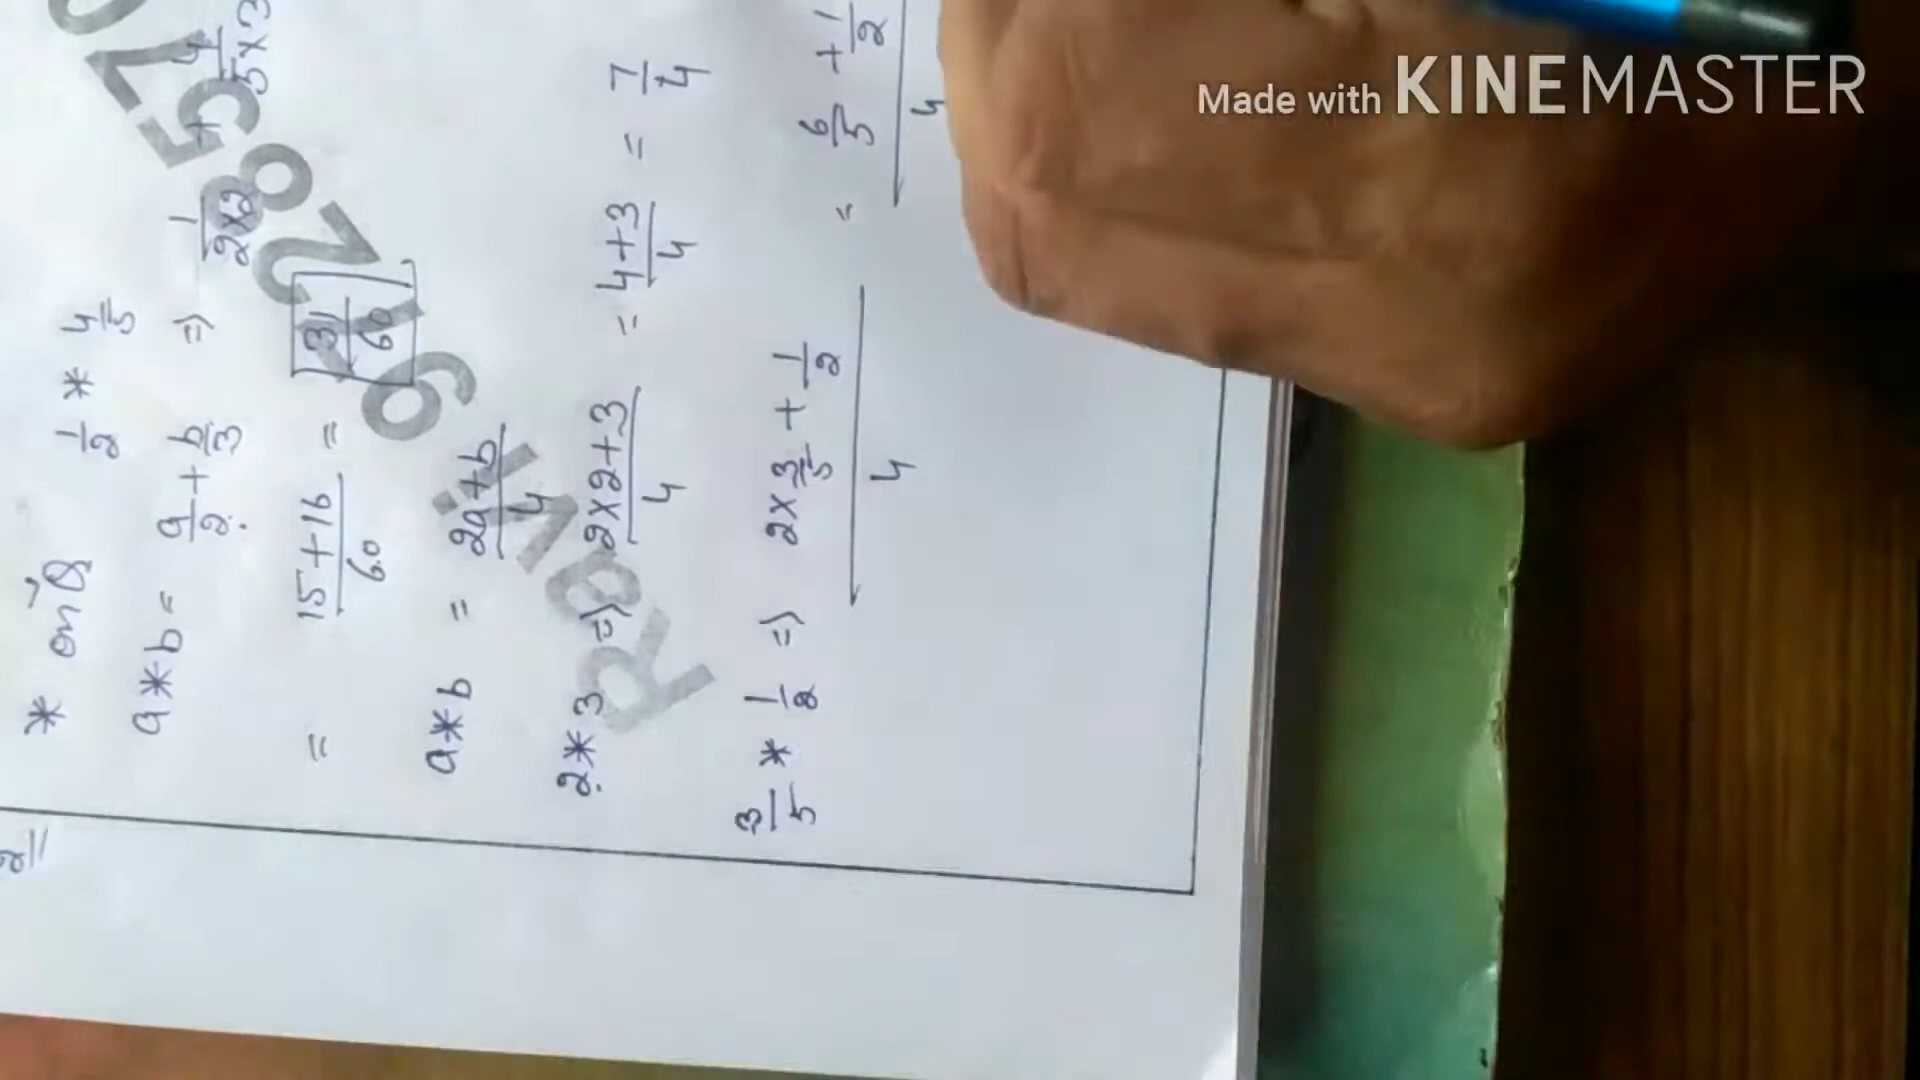 2
* on Q 1/2 * 4/5
a*b = a/2 + b/3 => 1/2×2 + 4/5×3
= 15+16/60 = 31/60
a*b = 2a+b/4
2*3 => 2×2+3/4 = 4+3/4 = 7/4
3/5 * 1/2 => 2×3/5 + 1/2/4 = 6/5 + 1/2/4
Made with KINEMASTER